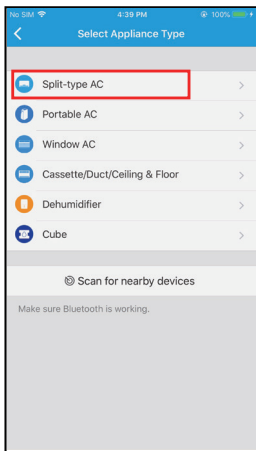 No SIM 4:39 PM 100%
Select Appliance Type
Split-type AC
Portable AC
Window AC
Cassette/Duct/Ceiling & Floor
Dehumidifier
Cube
Scan for nearby devices
Make sure Bluetooth is working.